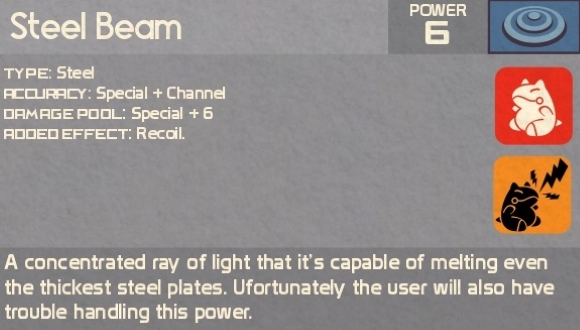 Steel Beam
POWER
6
TYPE: Steel
ACCURACY: Special + Channel
DAMAGE POOL: Special + 6
ADDED EFFECT: Recoil.
A concentrated ray of light that it's capable of melting even
the thickest steel plates. Ufortunately the user will also have
trouble handling this power.